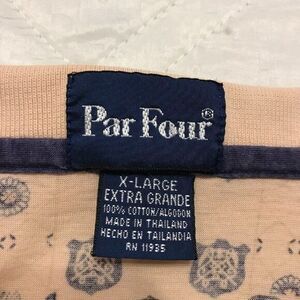 Par Four®
X-LARGE
EXTRA GRANDE
100% COTTON/ALGODON
MADE IN THAILAND
HECHO EN TAILANDIA
RN 11935